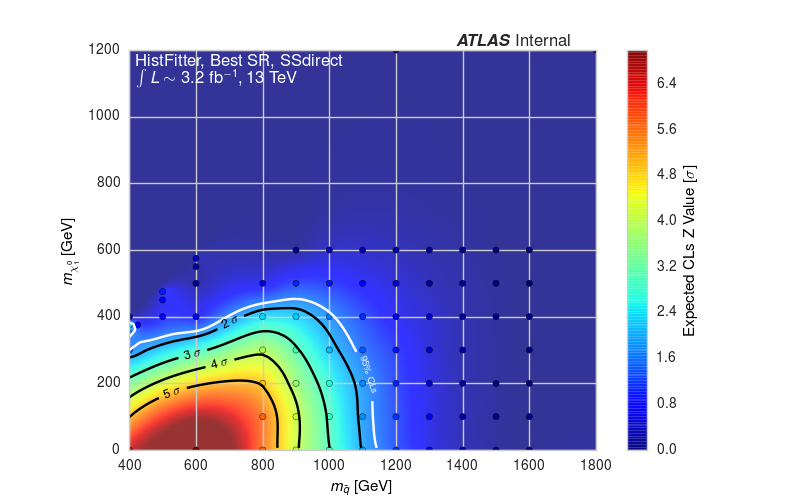 ATLAS Internal
HistFitter, Best SR, SSdirect
∫ L ∼ 3.2 fb⁻¹, 13 TeV
1200
1000
800
600
400
200
0
m_χ̃₁⁰ [GeV]
2 σ
3 σ
4 σ
5 σ
95% CLs
400 600 800 1000 1200 1400 1600 1800
m_q̃ [GeV]
6.4
5.6
4.8
4.0
3.2
2.4
1.6
0.8
0.0
Expected CLs Z Value [σ]